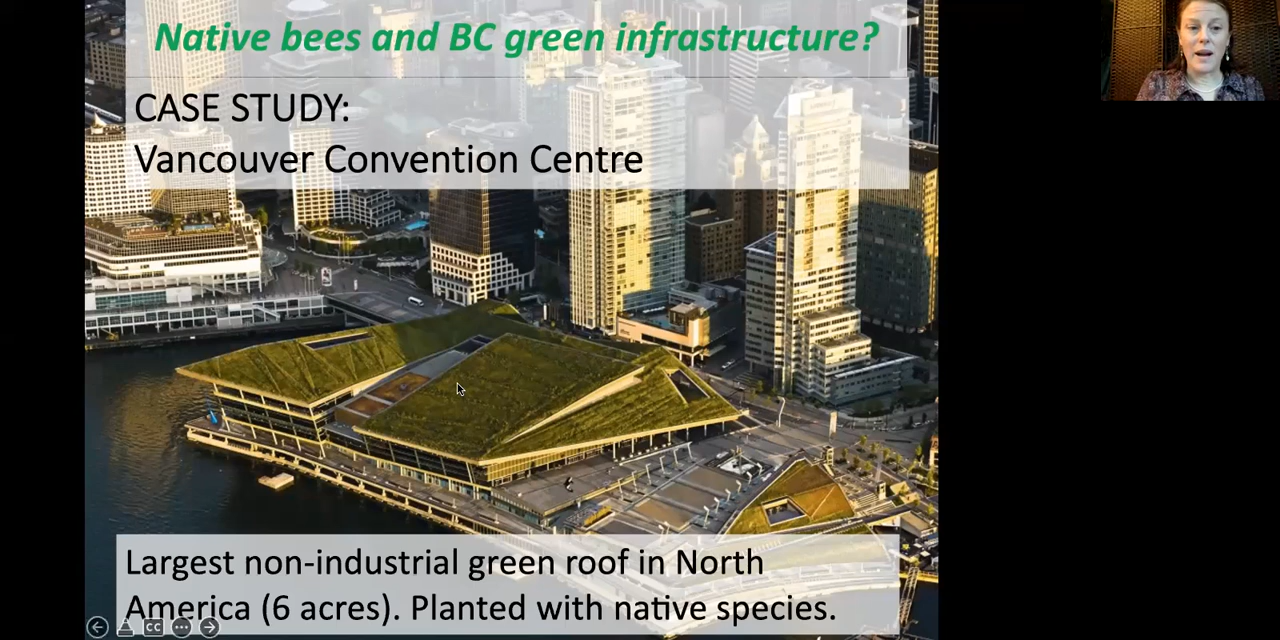 Native bees and BC green infrastructure?
CASE STUDY:
Vancouver Convention Centre
Largest non-industrial green roof in North
America (6 acres). Planted with native species.
CC